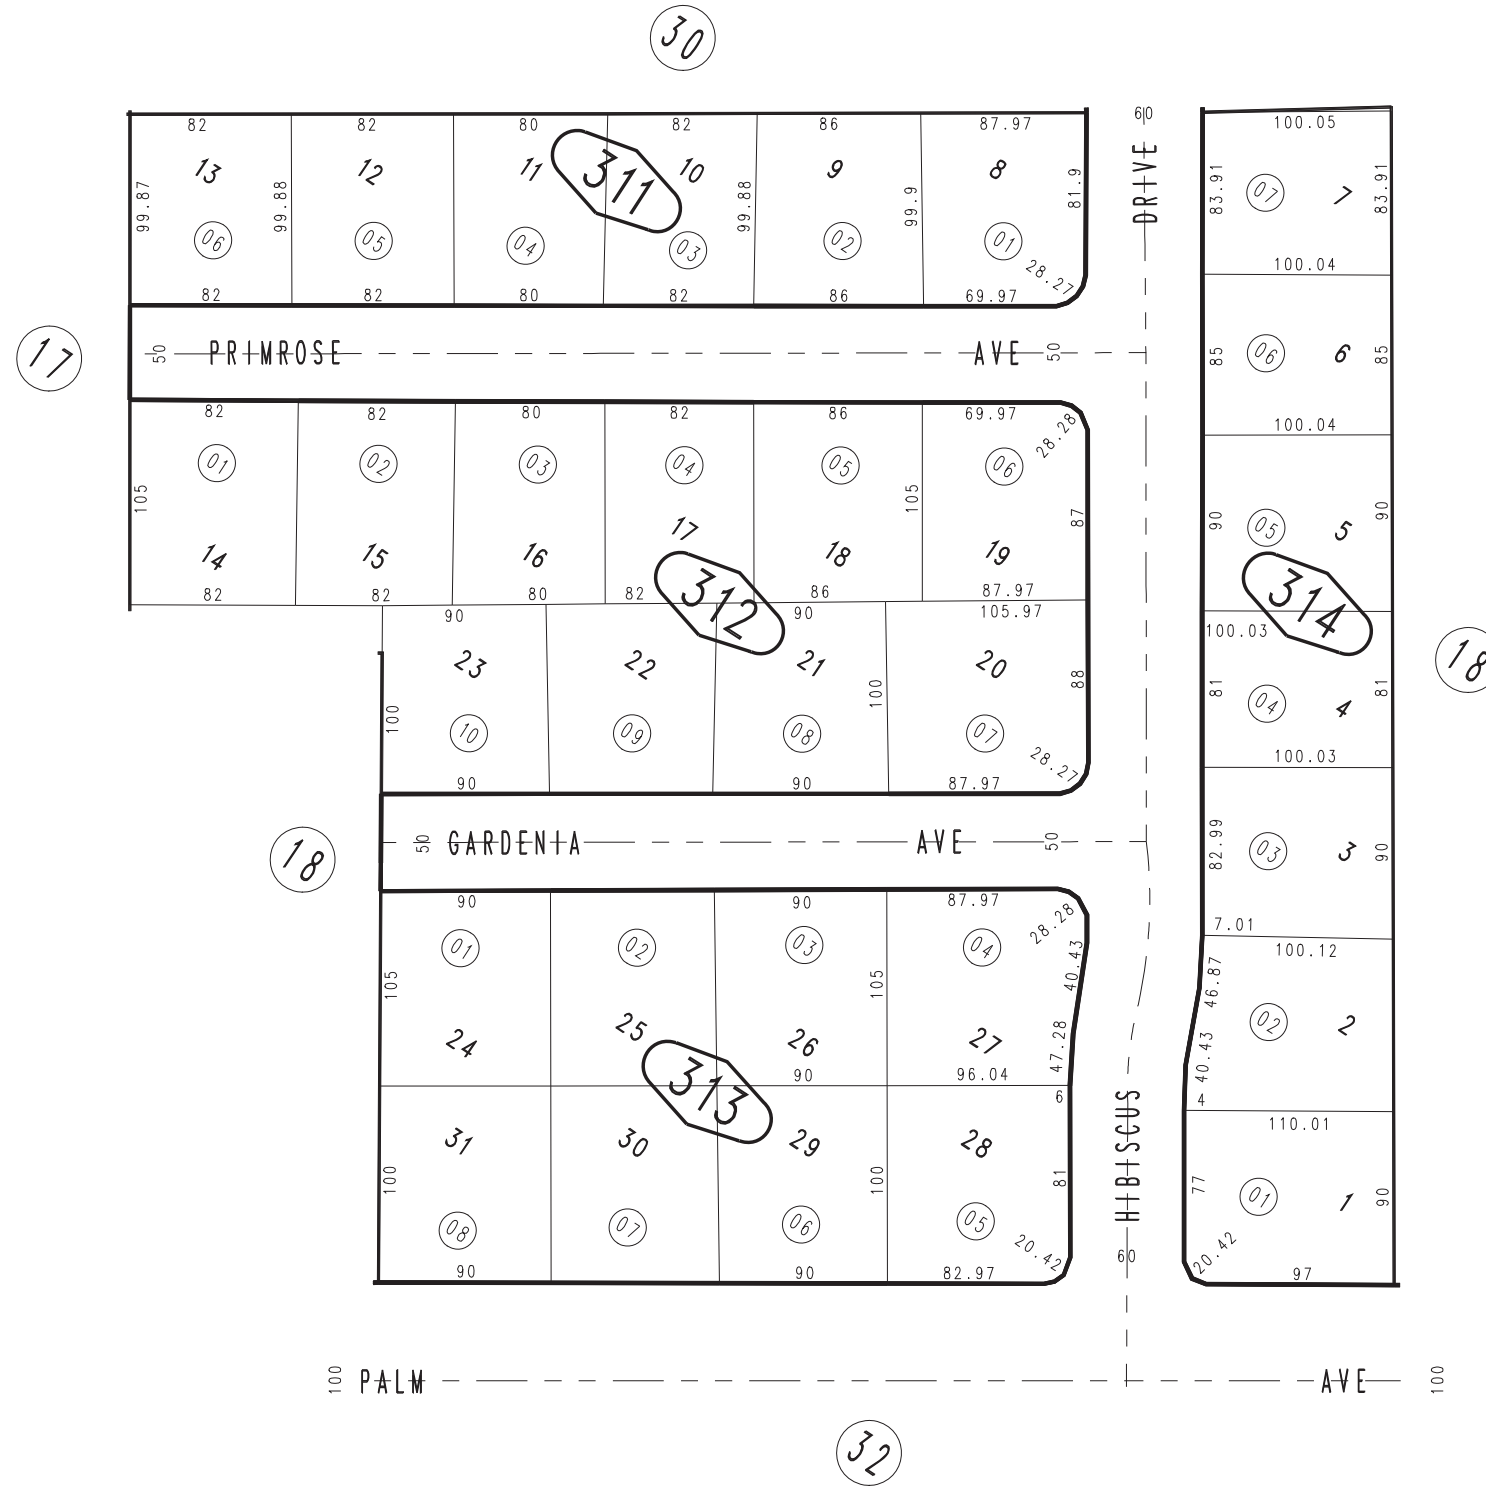 30
82 82 80 82 86 87.97 60 100.05
13 12 11 311 10 9 8 DRIVE 07 7
99.87 99.88 99.88 99.9 81.9 83.91 83.91
06 05 04 03 02 01 28.27
100.04
82 82 80 82 86 69.97
17 50 PRIMROSE AVE 50 85 06 6 85
82 82 80 82 86 69.97 100.04
01 02 03 04 05 06 28.28
105 105 87 90 05 5 90
14 15 16 17 18 19
312 314
82 82 80 82 86 87.97
90 90 105.97 100.03
23 22 21 20 18
100 100 88 81 81
10 09 08 07 28.27 04 4
90 90 87.97 100.03
18 50 GARDENIA AVE 50 82.99 03 3 90
90 90 87.97 7.01
01 02 03 04 28.28 100.12
105 105 40.43 46.87
24 25 26 27 47.28 40.43 02 2
313 90 96.04
6 4 110.01
31 30 29 28 HIBISCUS
100 100 81 77 01 1 90
08 07 06 05 20.42 60 20.42
90 90 82.97 97
100 PALM AVE 100
32